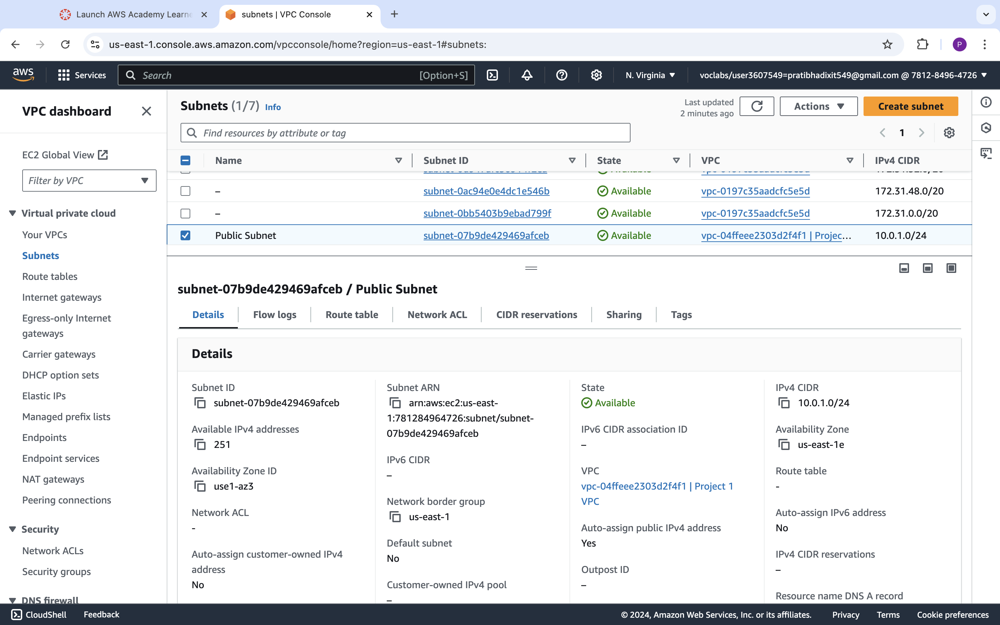 Launch AWS Academy Learne
subnets | VPC Console
us-east-1.console.aws.amazon.com/vpcconsole/home?region=us-east-1#subnets:
P
aws
Services
Search
[Option+S]
N. Virginia
voclabs/user3607549=pratibhadixit549@gmail.com @ 7812-8496-4726
VPC dashboard
EC2 Global View
Filter by VPC
Virtual private cloud
Your VPCs
Subnets
Route tables
Internet gateways
Egress-only Internet
gateways
Carrier gateways
DHCP option sets
Elastic IPs
Managed prefix lists
Endpoints
Endpoint services
NAT gateways
Peering connections
Security
Network ACLs
Security groups
DNS firewall
Subnets (1/7) Info
Last updated
2 minutes ago
Actions
Create subnet
Find resources by attribute or tag
1
Name Subnet ID State VPC IPv4 CIDR
– subnet-0ac94e0e4dc1e546b Available vpc-0197c35aadcfc5e5d 172.31.48.0/20
– subnet-0bb5403b9ebad799f Available vpc-0197c35aadcfc5e5d 172.31.0.0/20
Public Subnet subnet-07b9de429469afceb Available vpc-04ffeee2303d2f4f1 | Projec... 10.0.1.0/24
subnet-07b9de429469afceb / Public Subnet
Details Flow logs Route table Network ACL CIDR reservations Sharing Tags
Details
Subnet ID
subnet-07b9de429469afceb
Available IPv4 addresses
251
Availability Zone ID
use1-az3
Network ACL
-
Auto-assign customer-owned IPv4
address
No
Subnet ARN
arn:aws:ec2:us-east-
1:781284964726:subnet/subnet-
07b9de429469afceb
IPv6 CIDR
–
Network border group
us-east-1
Default subnet
No
Customer-owned IPv4 pool
–
State
Available
IPv6 CIDR association ID
–
VPC
vpc-04ffeee2303d2f4f1 | Project 1
VPC
Auto-assign public IPv4 address
Yes
Outpost ID
–
IPv4 CIDR
10.0.1.0/24
Availability Zone
us-east-1e
Route table
-
Auto-assign IPv6 address
No
IPv4 CIDR reservations
–
Resource name DNS A record
CloudShell
Feedback
© 2024, Amazon Web Services, Inc. or its affiliates.
Privacy
Terms
Cookie preferences